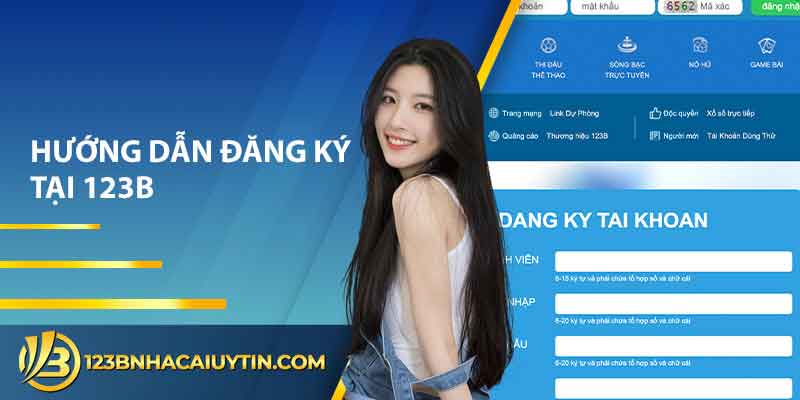 HƯỚNG DẪN ĐĂNG KÝ
TẠI 123B
123BNHACAIUYTIN.COM
khoản
mật khẩu
6562 Mã xác
đăng nhậ
THI ĐẤU
THỂ THAO
SÒNG BẠC
TRỰC TUYẾN
NỔ HŨ
GAME BÀI
Trang mạng
Link Dự Phòng
Độc quyền
Xổ số trực tiếp
Quảng cáo
Thương hiệu 123B
Người mới
Tài Khoản Dùng Thử
DANG KY TAI KHOAN
H VIÊN
6-15 ký tự và phải chứa tổ hợp số và chữ cái
NHẬP
6-20 ký tự và phải chứa tổ hợp số và chữ cái
ẨU
6-20 ký tự và phải chứa tổ hợp số và chữ cái